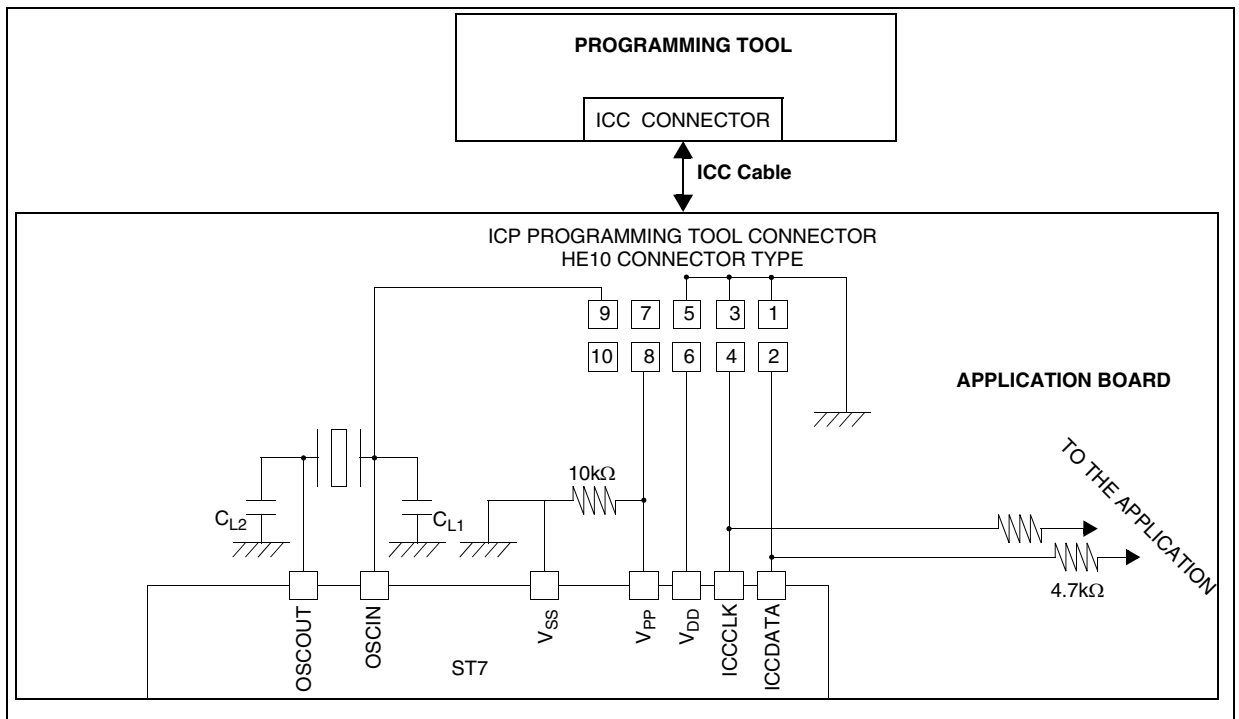 PROGRAMMING TOOL
ICC CONNECTOR
ICC Cable
ICP PROGRAMMING TOOL CONNECTOR
HE10 CONNECTOR TYPE
9 7 5 3 1
10 8 6 4 2
APPLICATION BOARD
TO THE APPLICATION
10kΩ
CL2
CL1
4.7kΩ
OSCOUT
OSCIN
VSS
VPP
VDD
ICCCLK
ICCDATA
ST7